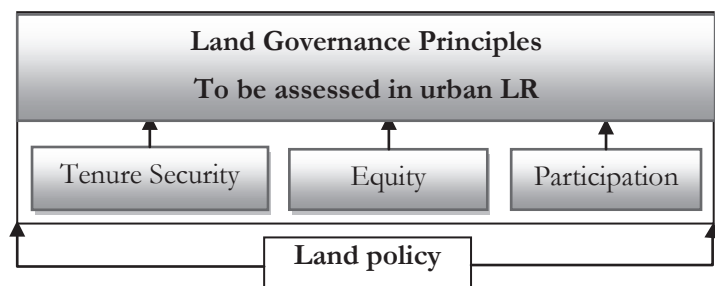 Land Governance Principles
To be assessed in urban LR
Tenure Security
Equity
Participation
Land policy